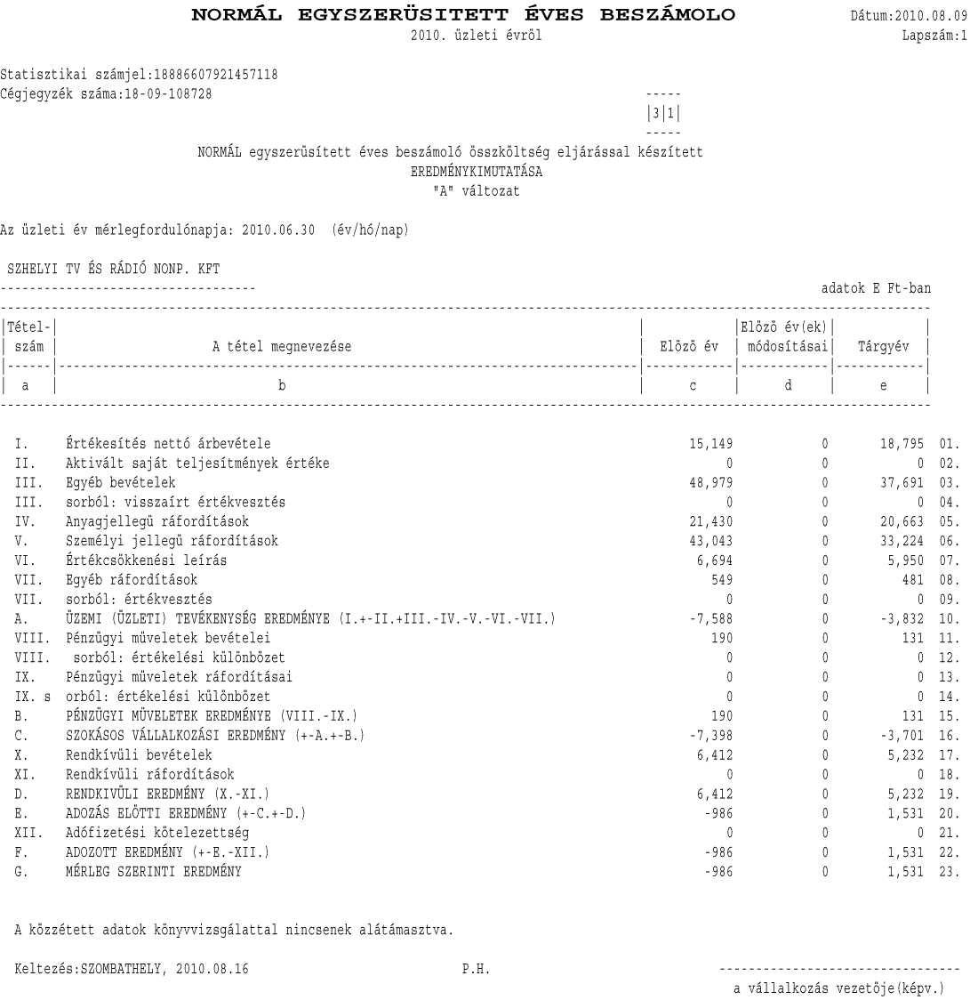 NORMÁL EGYSZERÜSITETT ÉVES BESZÁMOLO Dátum:2010.08.09
2010. üzleti évröl Lapszám:1
Statisztikai számjel:18886607921457118
Cégjegyzék száma:18-09-108728 -----
|3|1|
-----
NORMÁL egyszerüsített éves beszámoló összköltség eljárással készített
EREDMÉNYKIMUTATÁSA
"A" változat
Az üzleti év mérlegfordulónapja: 2010.06.30 (év/hó/nap)
SZHELYI TV ÉS RÁDIÓ NONP. KFT
---------------------------------- adatok E Ft-ban
|Tétel-| | |Elözö év(ek)| |
| szám | A tétel megnevezése | Elözö év | módosításai| Tárgyév |
| a | b | c | d | e |
I. Értékesítés nettó árbevétele 15,149 0 18,795 01.
II. Aktivált saját teljesítmények értéke 0 0 0 02.
III. Egyéb bevételek 48,979 0 37,691 03.
III. sorból: visszaírt értékvesztés 0 0 0 04.
IV. Anyagjellegü ráfordítások 21,430 0 20,663 05.
V. Személyi jellegü ráfordítások 43,043 0 33,224 06.
VI. Értékcsökkenési leírás 6,694 0 5,950 07.
VII. Egyéb ráfordítások 549 0 481 08.
VII. sorból: értékvesztés 0 0 0 09.
A. ÜZEMI (ÜZLETI) TEVÉKENYSÉG EREDMÉNYE (I.+-II.+III.-IV.-V.-VI.-VII.) -7,588 0 -3,832 10.
VIII. Pénzügyi müveletek bevételei 190 0 131 11.
VIII. sorból: értékelési különbözet 0 0 0 12.
IX. Pénzügyi müveletek ráfordításai 0 0 0 13.
IX. s orból: értékelési különbözet 0 0 0 14.
B. PÉNZÜGYI MÜVELETEK EREDMÉNYE (VIII.-IX.) 190 0 131 15.
C. SZOKÁSOS VÁLLALKOZÁSI EREDMÉNY (+-A.+-B.) -7,398 0 -3,701 16.
X. Rendkívüli bevételek 6,412 0 5,232 17.
XI. Rendkívüli ráfordítások 0 0 0 18.
D. RENDKIVÜLI EREDMÉNY (X.-XI.) 6,412 0 5,232 19.
E. ADOZÁS ELÖTTI EREDMÉNY (+-C.+-D.) -986 0 1,531 20.
XII. Adófizetési kötelezettség 0 0 0 21.
F. ADOZOTT EREDMÉNY (+-E.-XII.) -986 0 1,531 22.
G. MÉRLEG SZERINTI EREDMÉNY -986 0 1,531 23.
A közzétett adatok könyvvizsgálattal nincsenek alátámasztva.
Keltezés:SZOMBATHELY, 2010.08.16 P.H. ---------------------------------
a vállalkozás vezetöje(képv.)